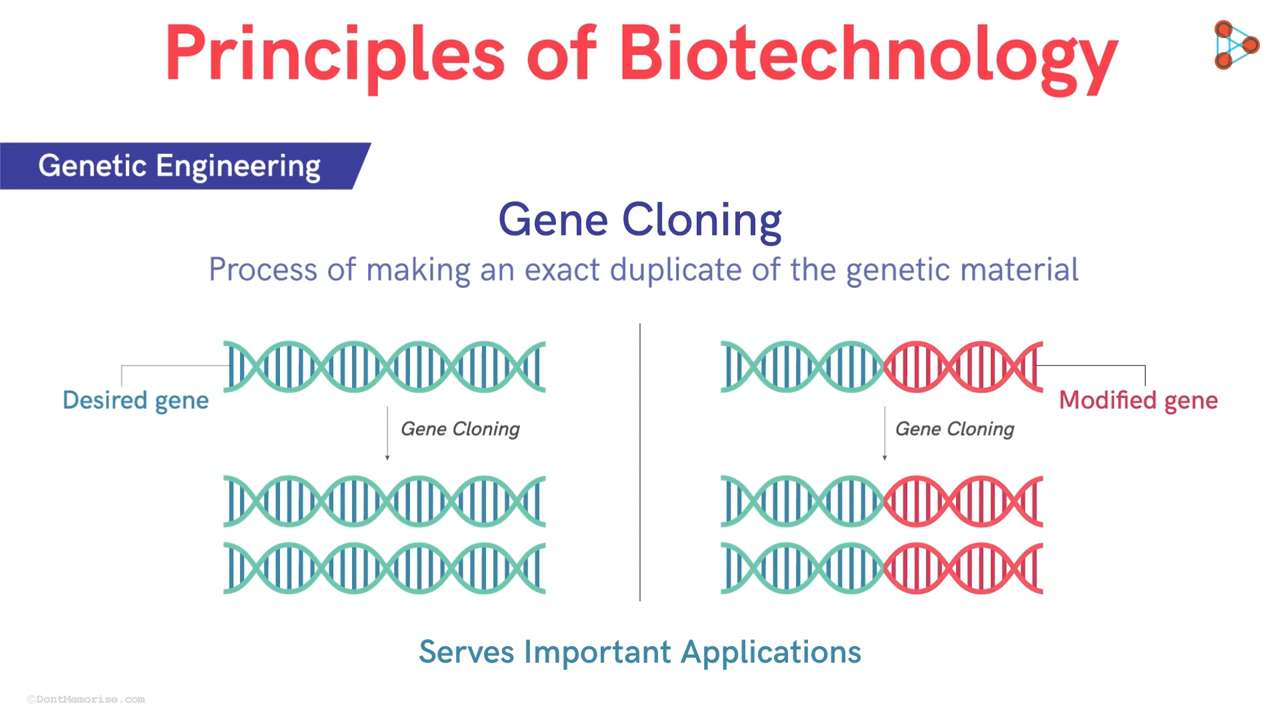 Principles of Biotechnology
Genetic Engineering
Gene Cloning
Process of making an exact duplicate of the genetic material
Desired gene
Modified gene
Gene Cloning
Gene Cloning
Serves Important Applications
©DontMemorise.com